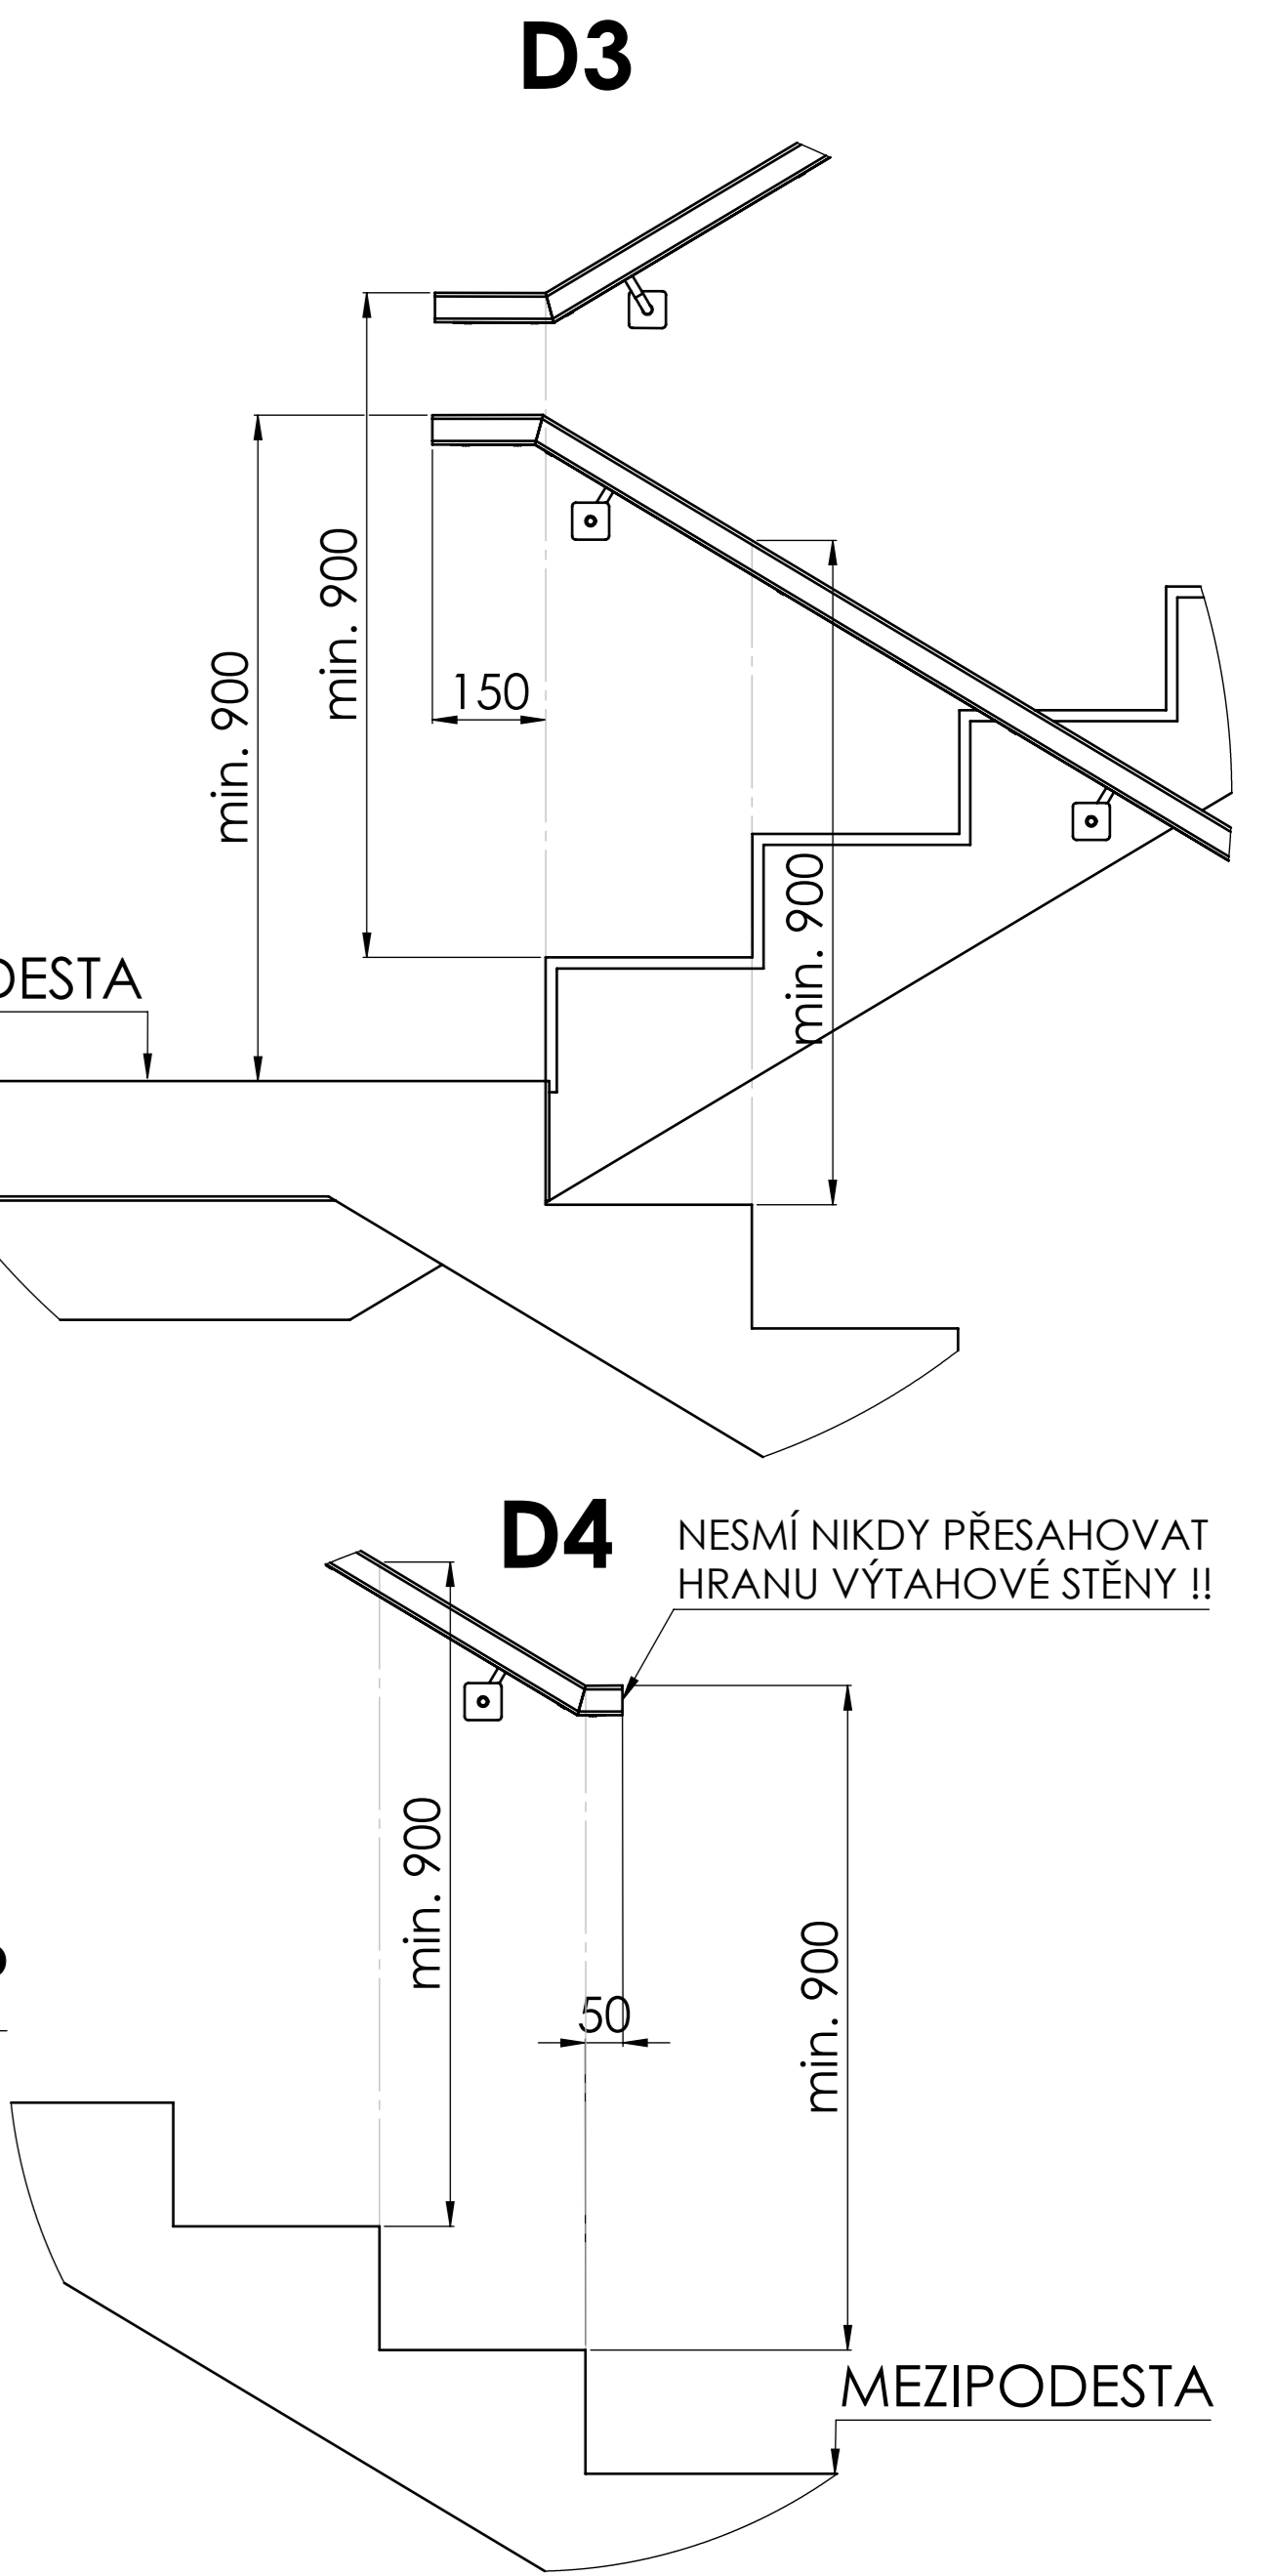 D3
min. 900
min. 900
150
min. 900
DESTA
D4
NESMÍ NIKDY PŘESAHOVAT
HRANU VÝTAHOVÉ STĚNY !!
min. 900
50
min. 900
MEZIPODESTA